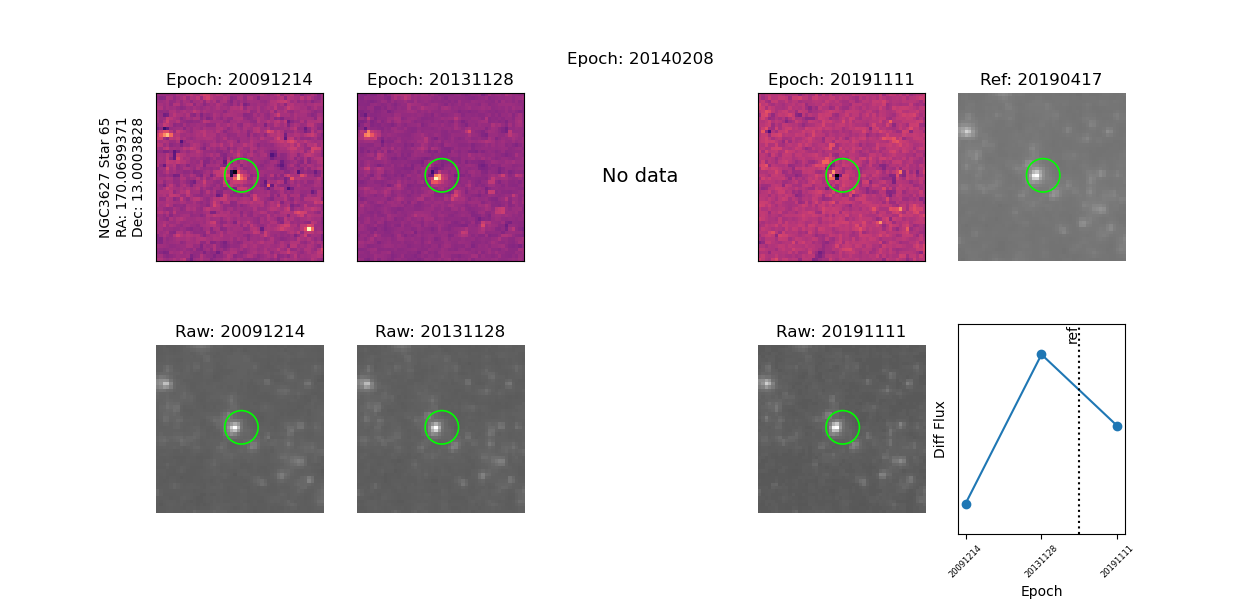 Epoch: 20140208
Epoch: 20091214
Epoch: 20131128
Epoch: 20191111
Ref: 20190417
NGC3627 Star 65
RA: 170.0699371
Dec: 13.0003828
No data
Raw: 20091214
Raw: 20131128
Raw: 20191111
ref
Diff Flux
20091214
20131128
20191111
Epoch